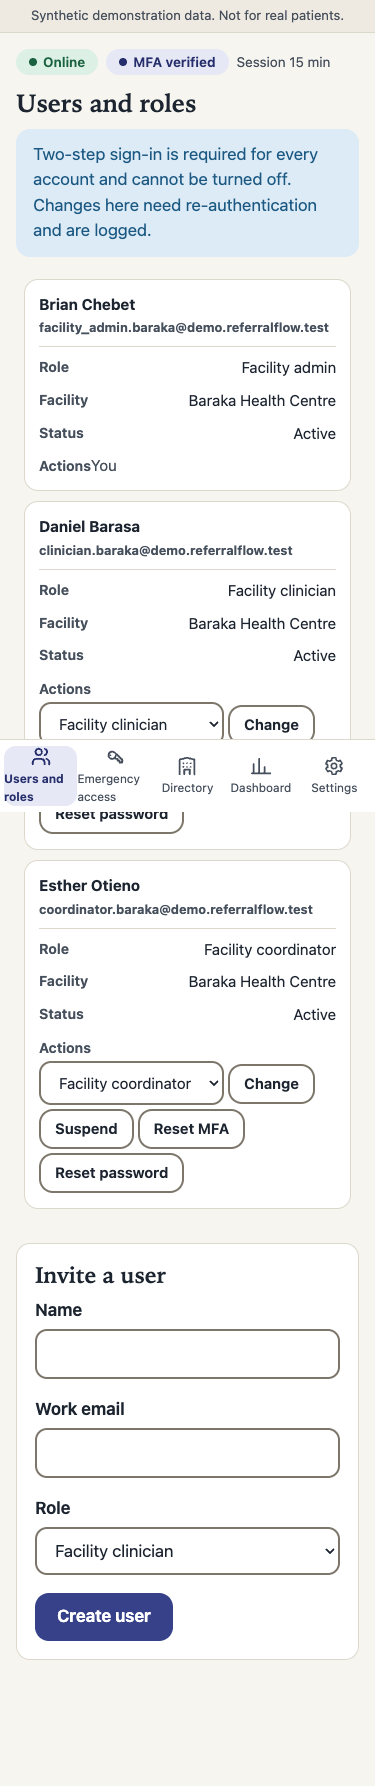 Synthetic demonstration data. Not for real patients.
Online
MFA verified
Session 15 min
Users and roles
Two-step sign-in is required for every
account and cannot be turned off.
Changes here need re-authentication
and are logged.
Brian Chebet
facility_admin.baraka@demo.referralflow.test
Role Facility admin
Facility Baraka Health Centre
Status Active
ActionsYou
Daniel Barasa
clinician.baraka@demo.referralflow.test
Role Facility clinician
Facility Baraka Health Centre
Status Active
Actions
Facility clinician Change
Users and roles
Emergency access
Directory
Dashboard
Settings
Reset password
Esther Otieno
coordinator.baraka@demo.referralflow.test
Role Facility coordinator
Facility Baraka Health Centre
Status Active
Actions
Facility coordinator Change
Suspend Reset MFA
Reset password
Invite a user
Name
Work email
Role
Facility clinician
Create user